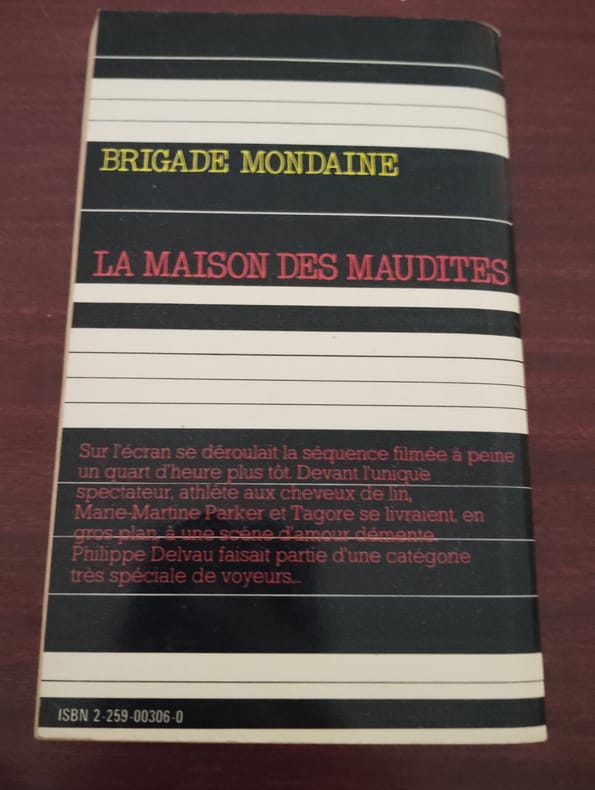 BRIGADE MONDAINE
LA MAISON DES MAUDITES
Sur l'écran se déroulait la séquence filmée à peine
un quart d'heure plus tôt. Devant l'unique
spectateur, athlète aux cheveux de lin,
Marie-Martine Parker et Tagore se livraient, en
gros plan, à une scène d'amour démente.
Philippe Delvau faisait partie d'une catégorie
très spéciale de voyeurs...
ISBN 2-259-00306-0